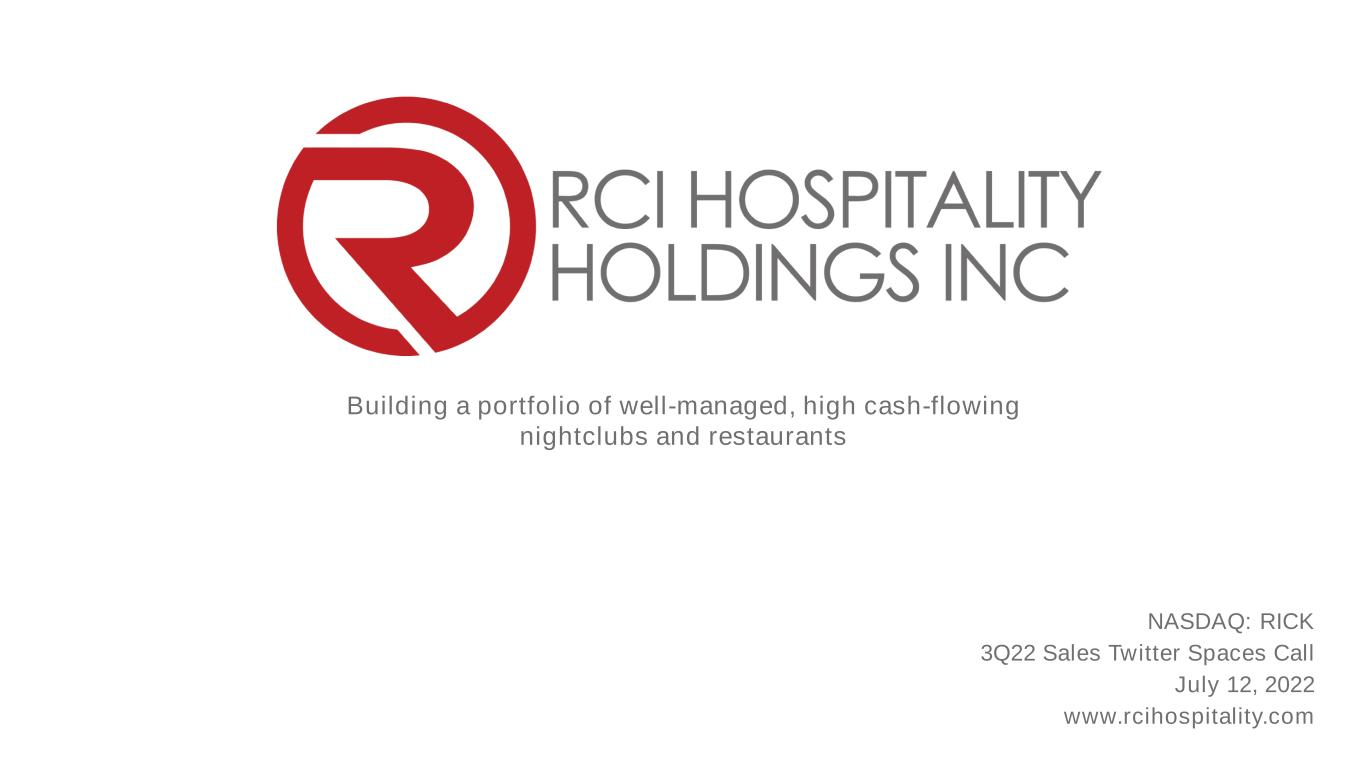 RCI HOSPITALITY
HOLDINGS INC
Building a portfolio of well-managed, high cash-flowing
nightclubs and restaurants
NASDAQ: RICK
3Q22 Sales Twitter Spaces Call
July 12, 2022
www.rcihospitality.com